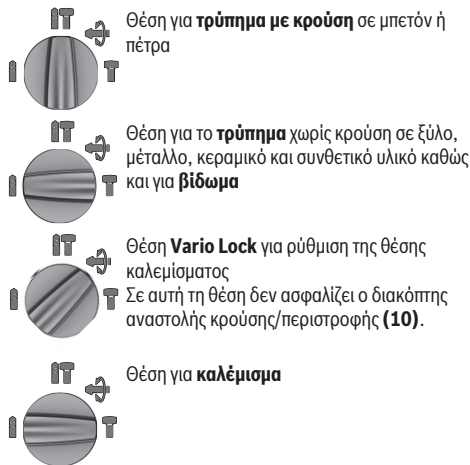 Θέση για τρύπημα με κρούση σε μπετόν ή
πέτρα
Θέση για το τρύπημα χωρίς κρούση σε ξύλο,
μέταλλο, κεραμικό και συνθετικό υλικό καθώς
και για βίδωμα
Θέση Vario Lock για ρύθμιση της θέσης
καλεμίσματος
Σε αυτή τη θέση δεν ασφαλίζει ο διακόπτης
αναστολής κρούσης/περιστροφής (10).
Θέση για καλέμισμα